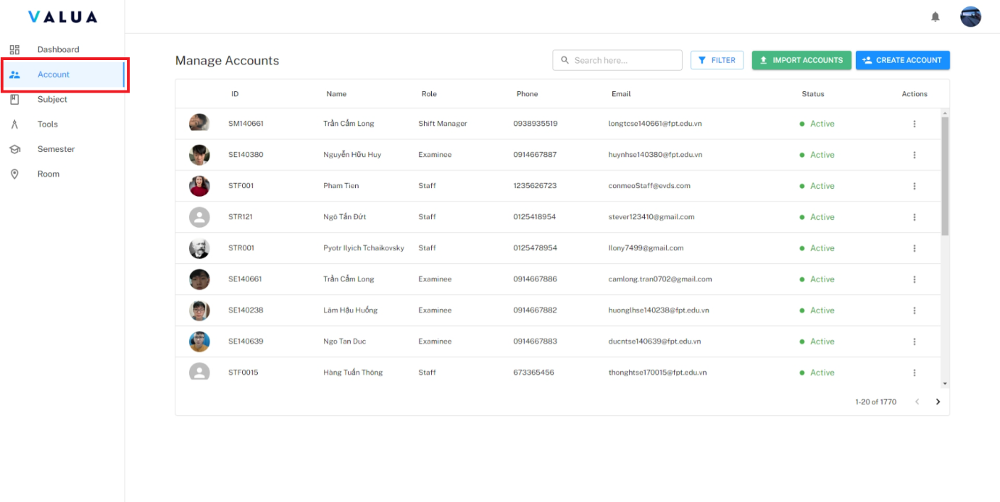 VALUA
Dashboard
Account
Subject
Tools
Semester
Room
Manage Accounts
Search here...
FILTER
IMPORT ACCOUNTS
CREATE ACCOUNT
ID Name Role Phone Email Status Actions
SM140661 Trần Cẩm Long Shift Manager 0938935519 longtcse140661@fpt.edu.vn Active
SE140380 Nguyễn Hữu Huy Examinee 0914667887 huynhse140380@fpt.edu.vn Active
STF001 Pham Tien Staff 1235626723 conmeoStaff@evds.com Active
STR121 Ngô Tấn Đứt Staff 0125418954 stever123410@gmail.com Active
STR001 Pyotr Ilyich Tchaikovsky Staff 0125478954 llony7499@gmail.com Active
SE140661 Trần Cẩm Long Examinee 0914667886 camlong.tran0702@gmail.com Active
SE140238 Lâm Hậu Huống Examinee 0914667882 huonglhse140238@fpt.edu.vn Active
SE140639 Ngo Tan Duc Examinee 0914667883 ducntse140639@fpt.edu.vn Active
STF0015 Hàng Tuấn Thông Staff 673365456 thonghtse170015@fpt.edu.vn Active
1-20 of 1770